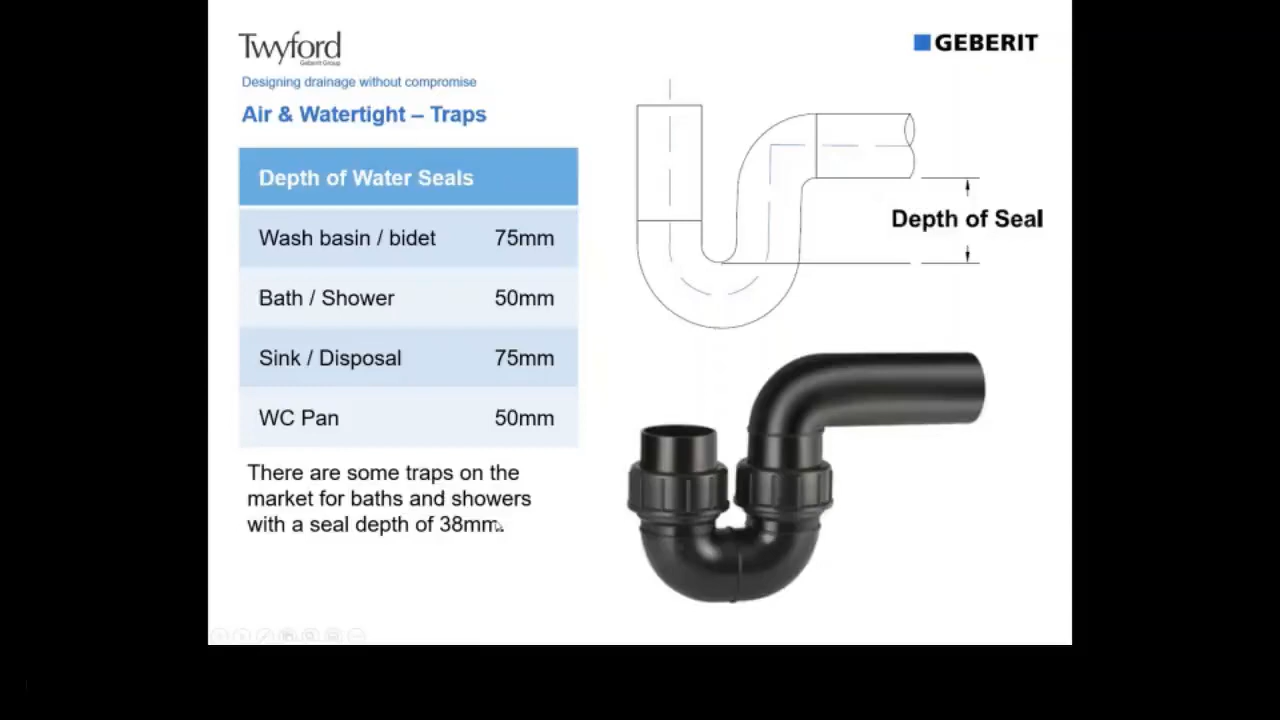 Twyford
Geberit Group
GEBERIT
Designing drainage without compromise
Air & Watertight – Traps
Depth of Water Seals
Wash basin / bidet 75mm
Bath / Shower 50mm
Sink / Disposal 75mm
WC Pan 50mm
There are some traps on the
market for baths and showers
with a seal depth of 38mm.
Depth of Seal